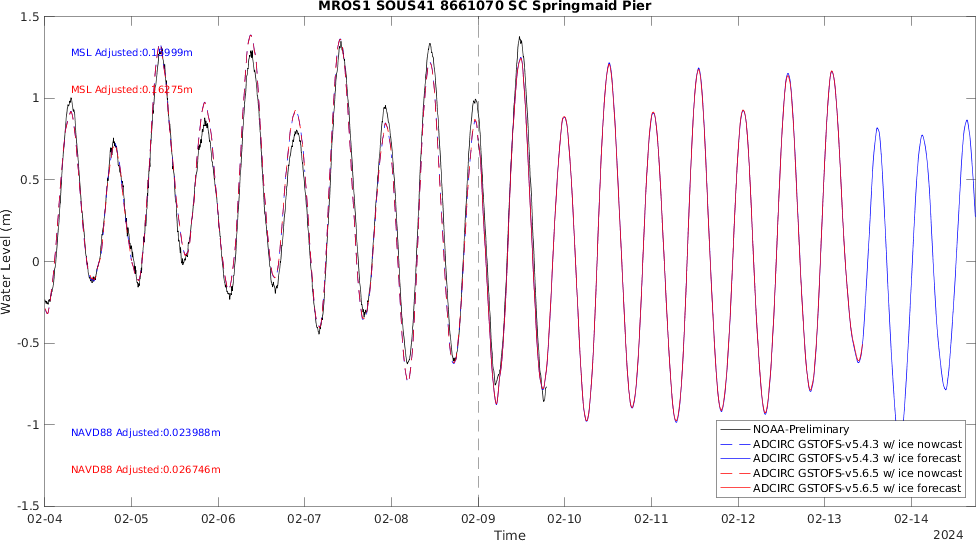 MROS1 SOUS41 8661070 SC Springmaid Pier
1.5
1
0.5
0
-0.5
-1
-1.5
Water Level (m)
MSL Adjusted:0.15999m
MSL Adjusted:0.16275m
NAVD88 Adjusted:0.023988m
NAVD88 Adjusted:0.026746m
NOAA-Preliminary
ADCIRC GSTOFS-v5.4.3 w/ ice nowcast
ADCIRC GSTOFS-v5.4.3 w/ ice forecast
ADCIRC GSTOFS-v5.6.5 w/ ice nowcast
ADCIRC GSTOFS-v5.6.5 w/ ice forecast
02-04 02-05 02-06 02-07 02-08 02-09 02-10 02-11 02-12 02-13 02-14
Time
2024